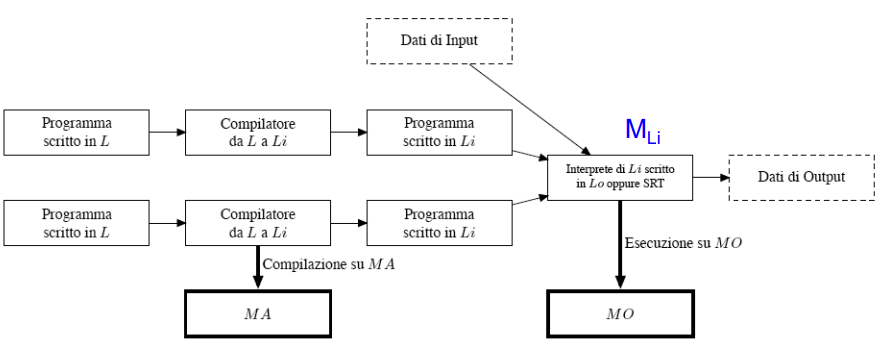 Dati di Input
Programma
scritto in L
Compilatore
da L a Li
Programma
scritto in Li
M_Li
Interprete di Li scritto
in Lo oppure SRT
Dati di Output
Programma
scritto in L
Compilatore
da L a Li
Programma
scritto in Li
Compilazione su MA
Esecuzione su MO
MA
MO